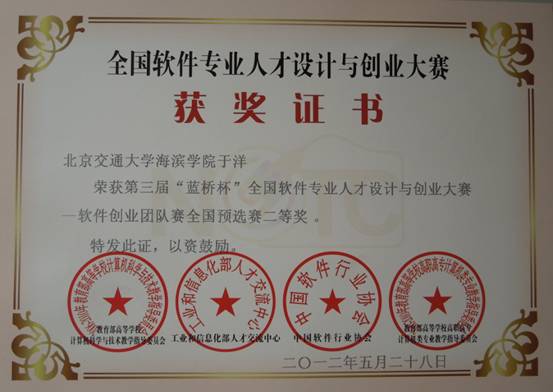 全国软件专业人才设计与创业大赛
获奖证书
北京交通大学海滨学院于洋
荣获第三届“蓝桥杯”全国软件专业人才设计与创业大赛
—软件创业团队赛全国预选赛二等奖。
特发此证，以资鼓励。
工业和信息化部人才交流中心
中国软件行业协会
教育部高等学校
计算机科学与技术教学指导委员会
工业和信息化部人才交流中心
中国软件行业协会
教育部高等学校高职高专
计算机类专业教学指导委员会
二〇一二年五月二十八日